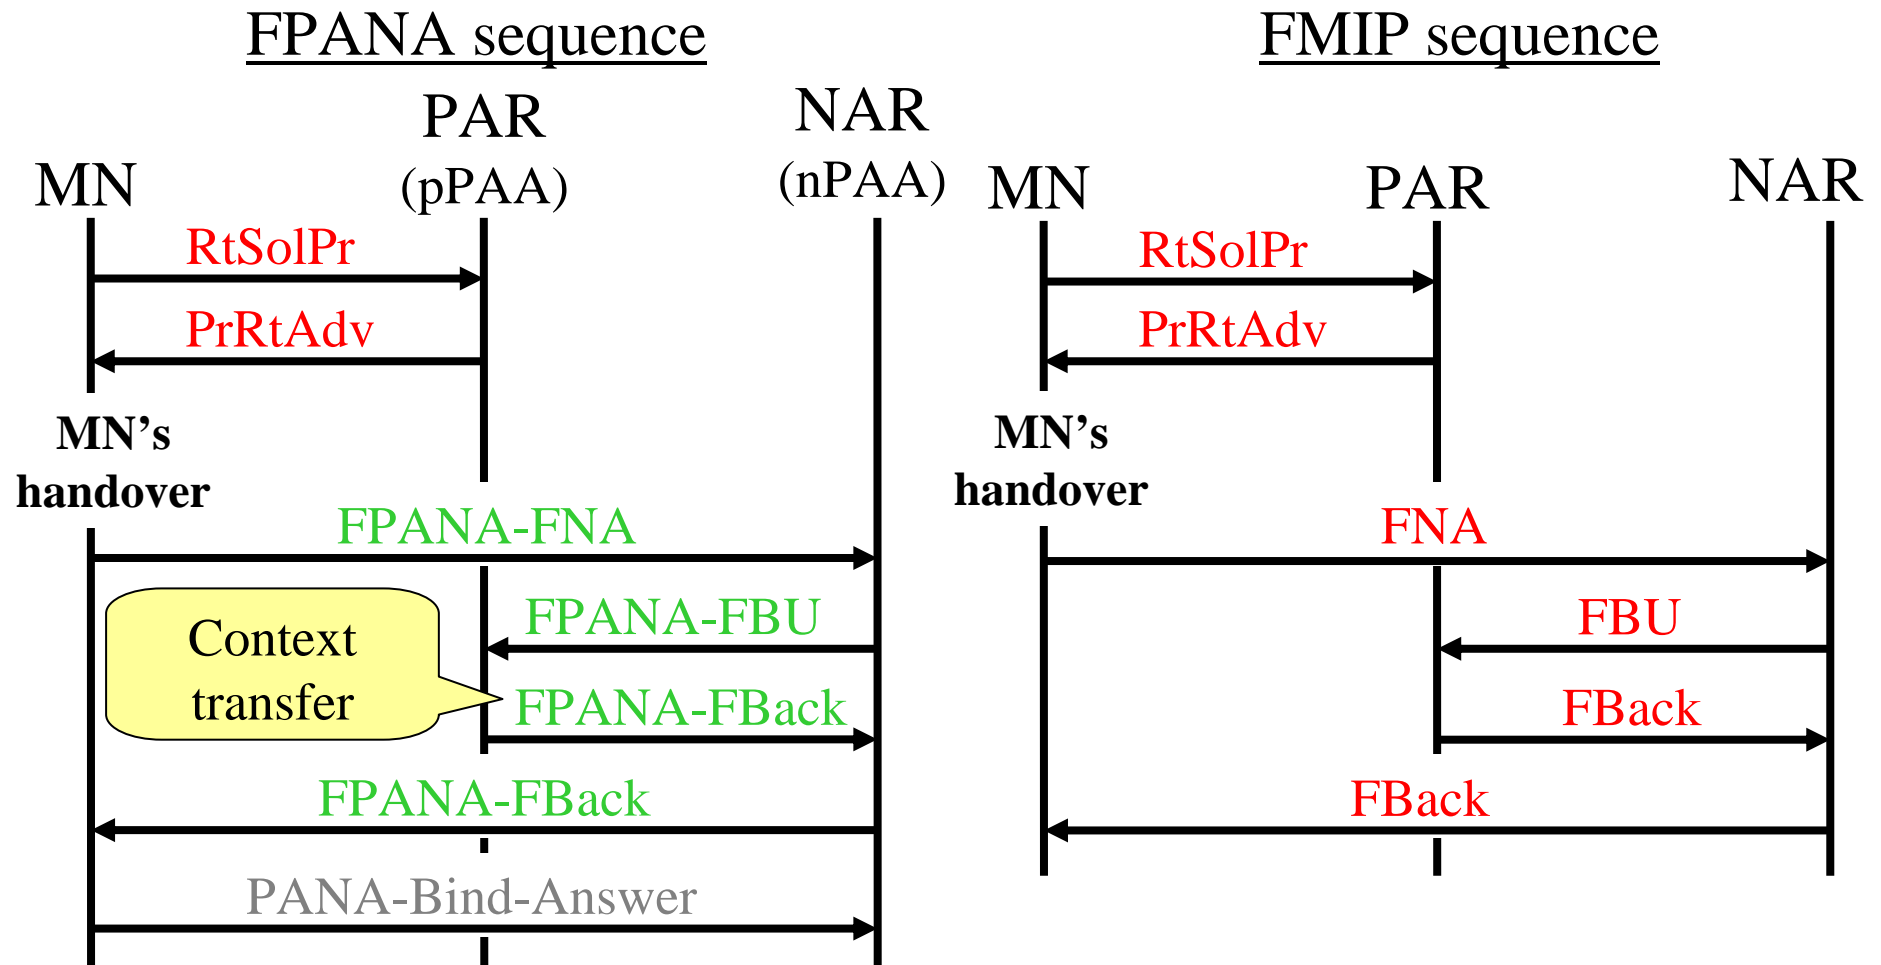 FPANA sequence
PAR
NAR
MN
(pPAA)
(nPAA)
RtSolPr
PrRtAdv
MN’s
handover
FPANA-FNA
FPANA-FBU
Context
transfer
FPANA-FBack
FPANA-FBack
PANA-Bind-Answer
FMIP sequence
MN
PAR
NAR
RtSolPr
PrRtAdv
MN’s
handover
FNA
FBU
FBack
FBack